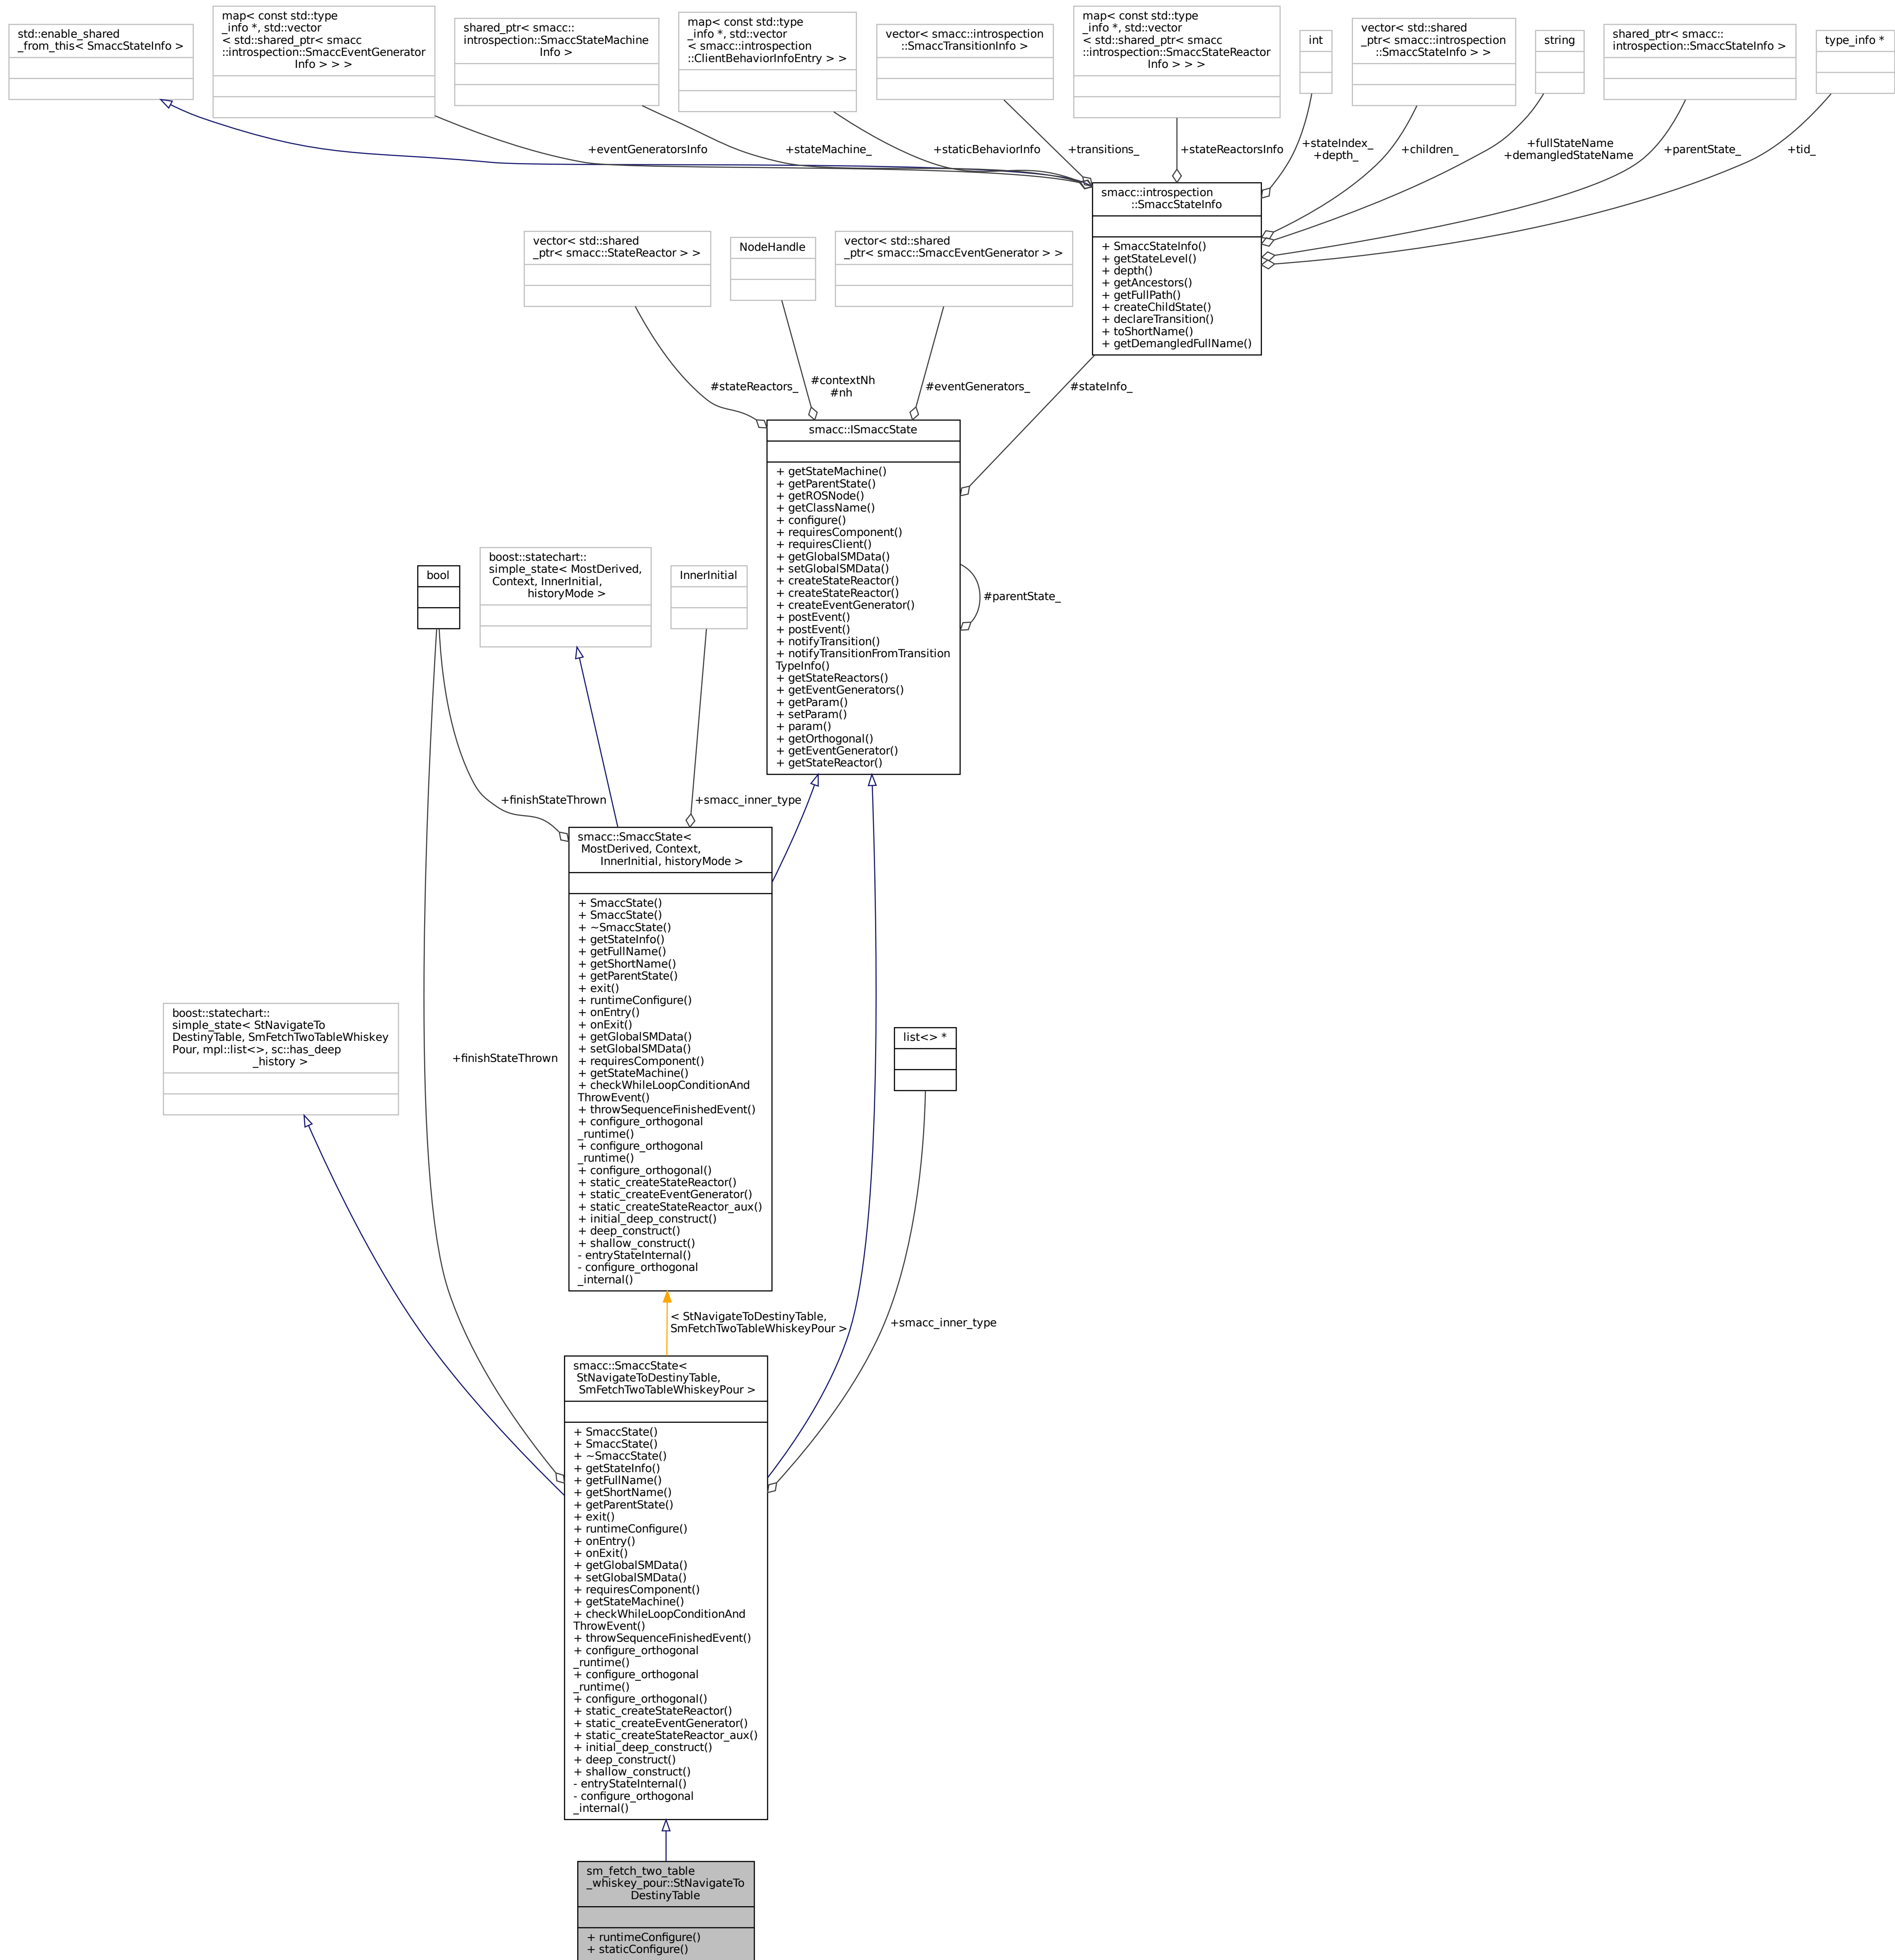 std::enable_shared
_from_this< SmaccStateInfo >
map< const std::type
_info *, std::vector
< std::shared_ptr< smacc
::introspection::SmaccEventGenerator
Info > > >
shared_ptr< smacc::
introspection::SmaccStateMachine
Info >
map< const std::type
_info *, std::vector
< smacc::introspection
::ClientBehaviorInfoEntry > >
vector< smacc::introspection
::SmaccTransitionInfo >
map< const std::type
_info *, std::vector
< std::shared_ptr< smacc
::introspection::SmaccStateReactor
Info > > >
int
vector< std::shared
_ptr< smacc::introspection
::SmaccStateInfo > >
string
shared_ptr< smacc::
introspection::SmaccStateInfo >
type_info *
+eventGeneratorsInfo
+stateMachine_
+staticBehaviorInfo
+transitions_
+stateReactorsInfo
+stateIndex_
+depth_
+children_
+fullStateName
+demangledStateName
+parentState_
+tid_
smacc::introspection
::SmaccStateInfo
+ SmaccStateInfo()
+ getStateLevel()
+ depth()
+ getAncestors()
+ getFullPath()
+ createChildState()
+ declareTransition()
+ toShortName()
+ getDemangledFullName()
vector< std::shared
_ptr< smacc::StateReactor > >
NodeHandle
vector< std::shared
_ptr< smacc::SmaccEventGenerator > >
#stateReactors_
#contextNh
#nh
#eventGenerators_
#stateInfo_
smacc::ISmaccState
+ getStateMachine()
+ getParentState()
+ getROSNode()
+ getClassName()
+ configure()
+ requiresComponent()
+ requiresClient()
+ getGlobalSMData()
+ setGlobalSMData()
+ createStateReactor()
+ createStateReactor()
+ createEventGenerator()
+ postEvent()
+ postEvent()
+ notifyTransition()
+ notifyTransitionFromTransition
TypeInfo()
+ getStateReactors()
+ getEventGenerators()
+ getParam()
+ setParam()
+ param()
+ getOrthogonal()
+ getEventGenerator()
+ getStateReactor()
#parentState_
bool
boost::statechart::
simple_state< MostDerived,
Context, InnerInitial,
historyMode >
InnerInitial
+finishStateThrown
+smacc_inner_type
smacc::SmaccState<
MostDerived, Context,
InnerInitial, historyMode >
+ SmaccState()
+ SmaccState()
+ ~SmaccState()
+ getStateInfo()
+ getFullName()
+ getShortName()
+ getParentState()
+ exit()
+ runtimeConfigure()
+ onEntry()
+ onExit()
+ getGlobalSMData()
+ setGlobalSMData()
+ requiresComponent()
+ getStateMachine()
+ checkWhileLoopConditionAnd
ThrowEvent()
+ throwSequenceFinishedEvent()
+ configure_orthogonal
_runtime()
+ configure_orthogonal
_runtime()
+ configure_orthogonal()
+ static_createStateReactor()
+ static_createEventGenerator()
+ static_createStateReactor_aux()
+ initial_deep_construct()
+ deep_construct()
+ shallow_construct()
- entryStateInternal()
- configure_orthogonal
_internal()
boost::statechart::
simple_state< StNavigateTo
DestinyTable, SmFetchTwoTableWhiskey
Pour, mpl::list<>, sc::has_deep
_history >
+finishStateThrown
list<> *
< StNavigateToDestinyTable,
SmFetchTwoTableWhiskeyPour >
+smacc_inner_type
smacc::SmaccState<
StNavigateToDestinyTable,
SmFetchTwoTableWhiskeyPour >
+ SmaccState()
+ SmaccState()
+ ~SmaccState()
+ getStateInfo()
+ getFullName()
+ getShortName()
+ getParentState()
+ exit()
+ runtimeConfigure()
+ onEntry()
+ onExit()
+ getGlobalSMData()
+ setGlobalSMData()
+ requiresComponent()
+ getStateMachine()
+ checkWhileLoopConditionAnd
ThrowEvent()
+ throwSequenceFinishedEvent()
+ configure_orthogonal
_runtime()
+ configure_orthogonal
_runtime()
+ configure_orthogonal()
+ static_createStateReactor()
+ static_createEventGenerator()
+ static_createStateReactor_aux()
+ initial_deep_construct()
+ deep_construct()
+ shallow_construct()
- entryStateInternal()
- configure_orthogonal
_internal()
sm_fetch_two_table
_whiskey_pour::StNavigateTo
DestinyTable
+ runtimeConfigure()
+ staticConfigure()